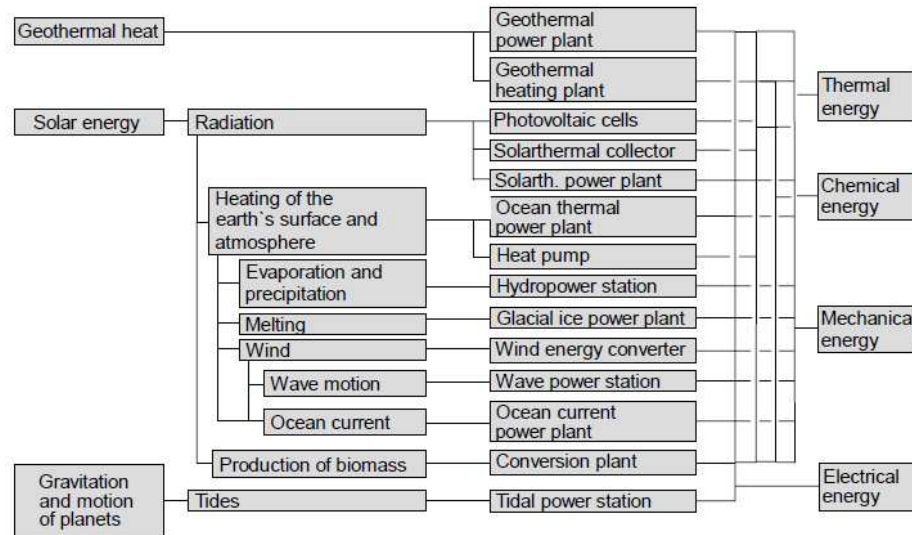 Geothermal heat
Geothermal
power plant
Geothermal
heating plant
Thermal
energy
Solar energy
Radiation
Photovoltaic cells
Solarthermal collector
Solarth. power plant
Chemical
energy
Heating of the
earth`s surface and
atmosphere
Ocean thermal
power plant
Heat pump
Evaporation and
precipitation
Hydropower station
Melting
Glacial ice power plant
Mechanical
energy
Wind
Wind energy converter
Wave motion
Wave power station
Ocean current
Ocean current
power plant
Production of biomass
Conversion plant
Gravitation
and motion
of planets
Tides
Tidal power station
Electrical
energy